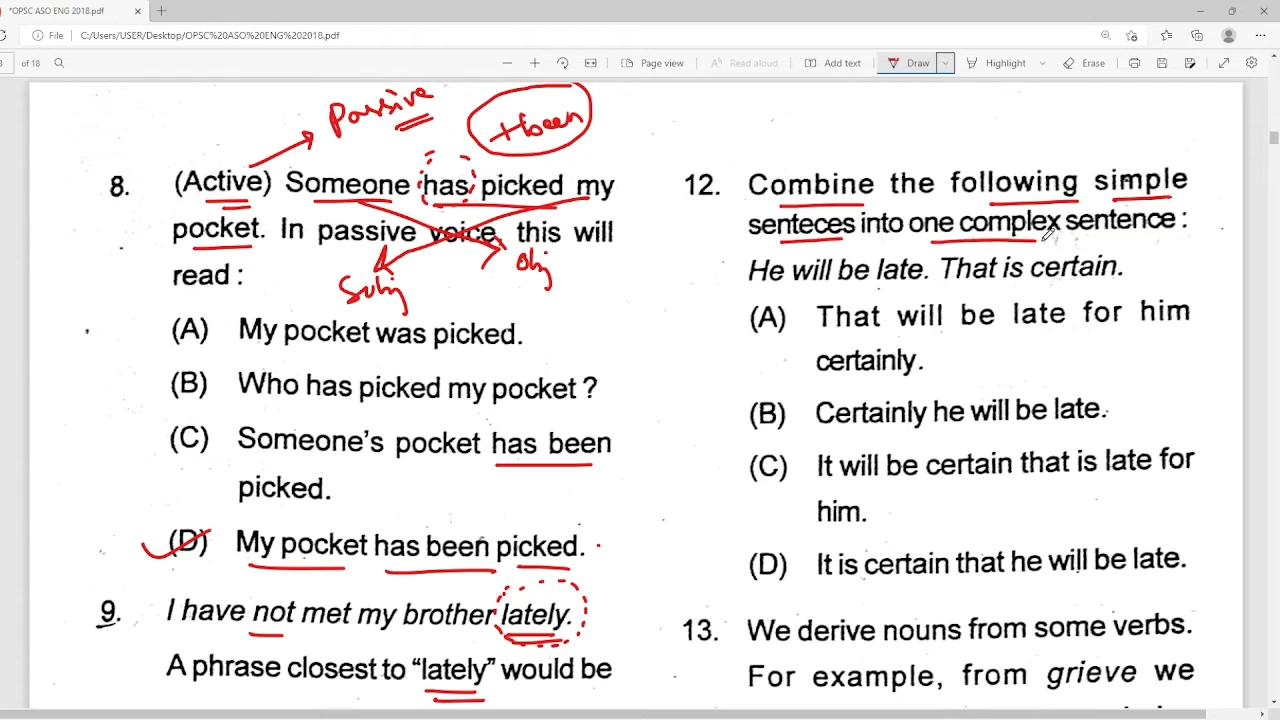 *OPSC ASO ENG 2018.pdf
File C:/Users/USER/Desktop/OPSC%20ASO%20ENG%202018.pdf
3 of 18 Page view Read aloud Add text Draw Highlight Erase
Passive
+been
8. (Active) Someone has picked my
pocket. In passive voice, this will
read :
Subj
Obj
(A) My pocket was picked.
(B) Who has picked my pocket ?
(C) Someone's pocket has been
picked.
(D) My pocket has been picked.
9. I have not met my brother lately.
A phrase closest to “lately” would be
12. Combine the following simple
senteces into one complex sentence :
He will be late. That is certain.
(A) That will be late for him
certainly.
(B) Certainly he will be late.
(C) It will be certain that is late for
him.
(D) It is certain that he will be late.
13. We derive nouns from some verbs.
For example, from grieve we